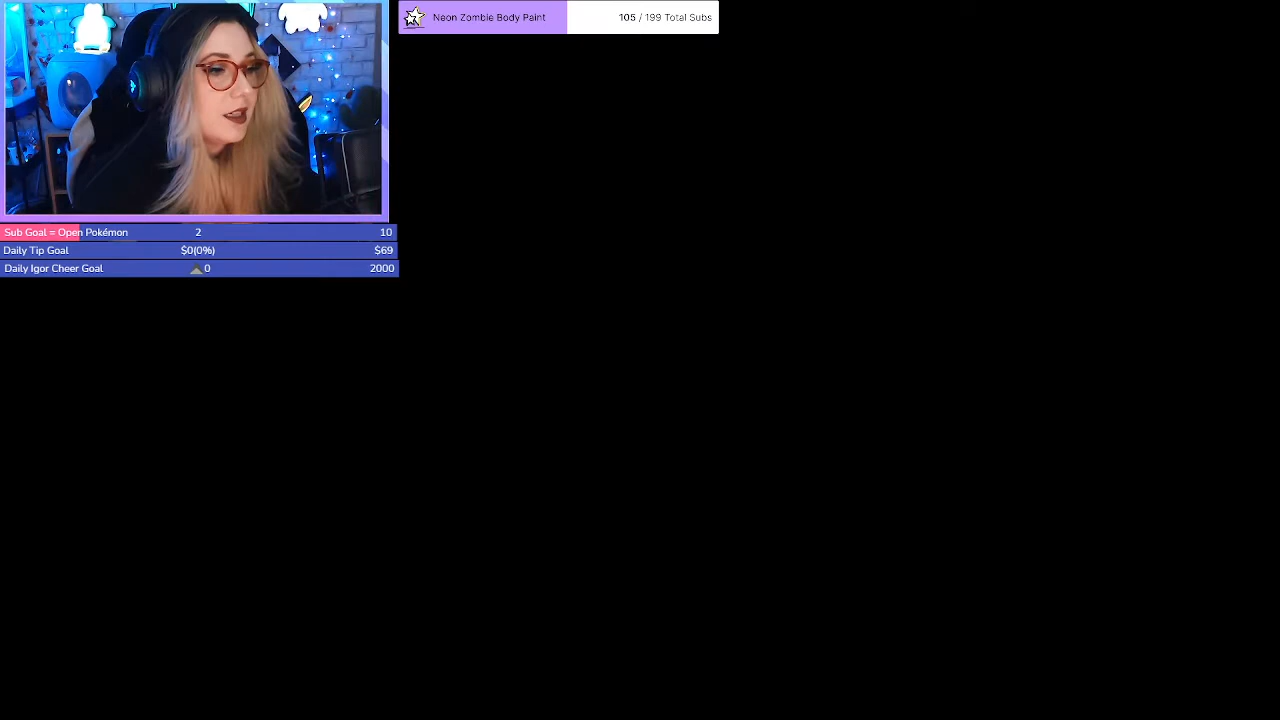 Neon Zombie Body Paint 105 / 199 Total Subs
Sub Goal = Open Pokémon 2 10
Daily Tip Goal $0(0%) $69
Daily Igor Cheer Goal 0 2000